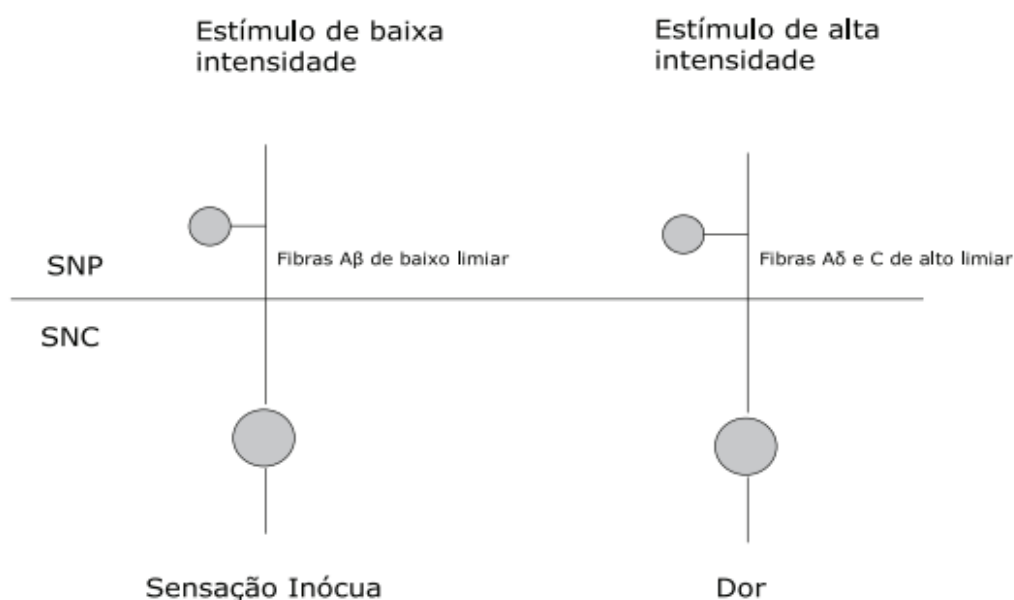 Estímulo de baixa
intensidade
Estímulo de alta
intensidade
Fibras Aβ de baixo limiar
Fibras Aδ e C de alto limiar
SNP
SNC
Sensação Inócua
Dor